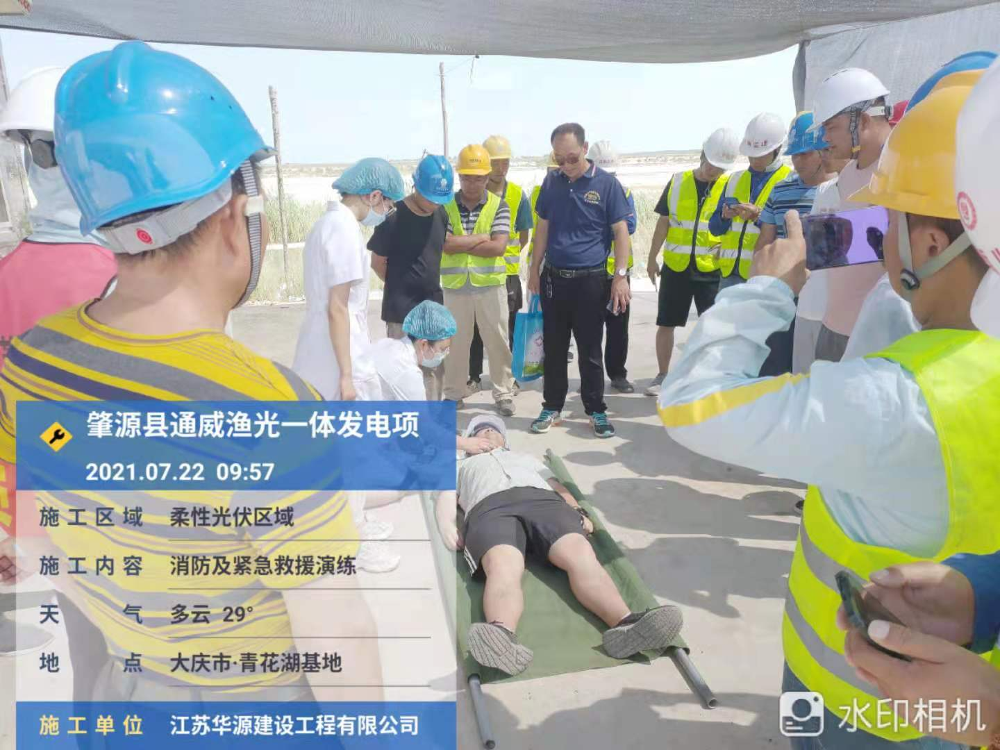 肇源县通威渔光一体发电项
2021.07.22 09:57
施工区域 柔性光伏区域
施工内容 消防及紧急救援演练
天气 多云 29°
地点 大庆市·青花湖基地
施工单位 江苏华源建设工程有限公司
水印相机